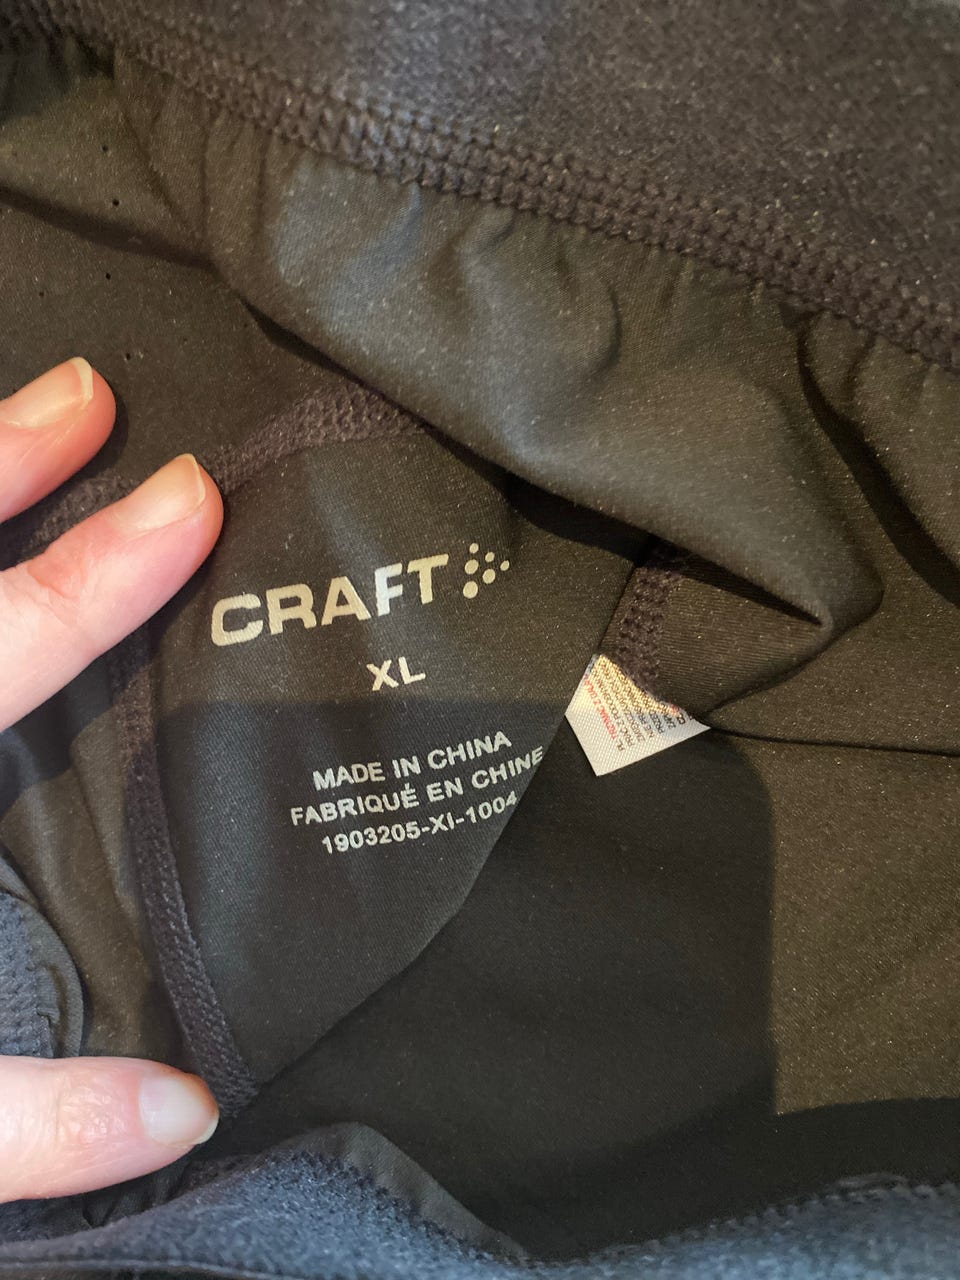 CRAFT
XL
MADE IN CHINA
FABRIQUÉ EN CHINE
1903205-XI-1004